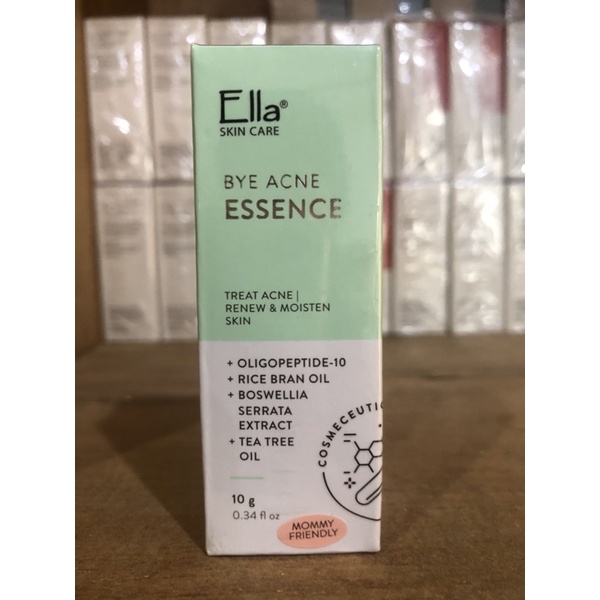 Ella®
SKIN CARE
BYE ACNE
ESSENCE
TREAT ACNE |
RENEW & MOISTEN
SKIN
+ OLIGOPEPTIDE-10
+ RICE BRAN OIL
+ BOSWELLIA
SERRATA
EXTRACT
+ TEA TREE
OIL
10 g
0.34 fl oz
MOMMY
FRIENDLY